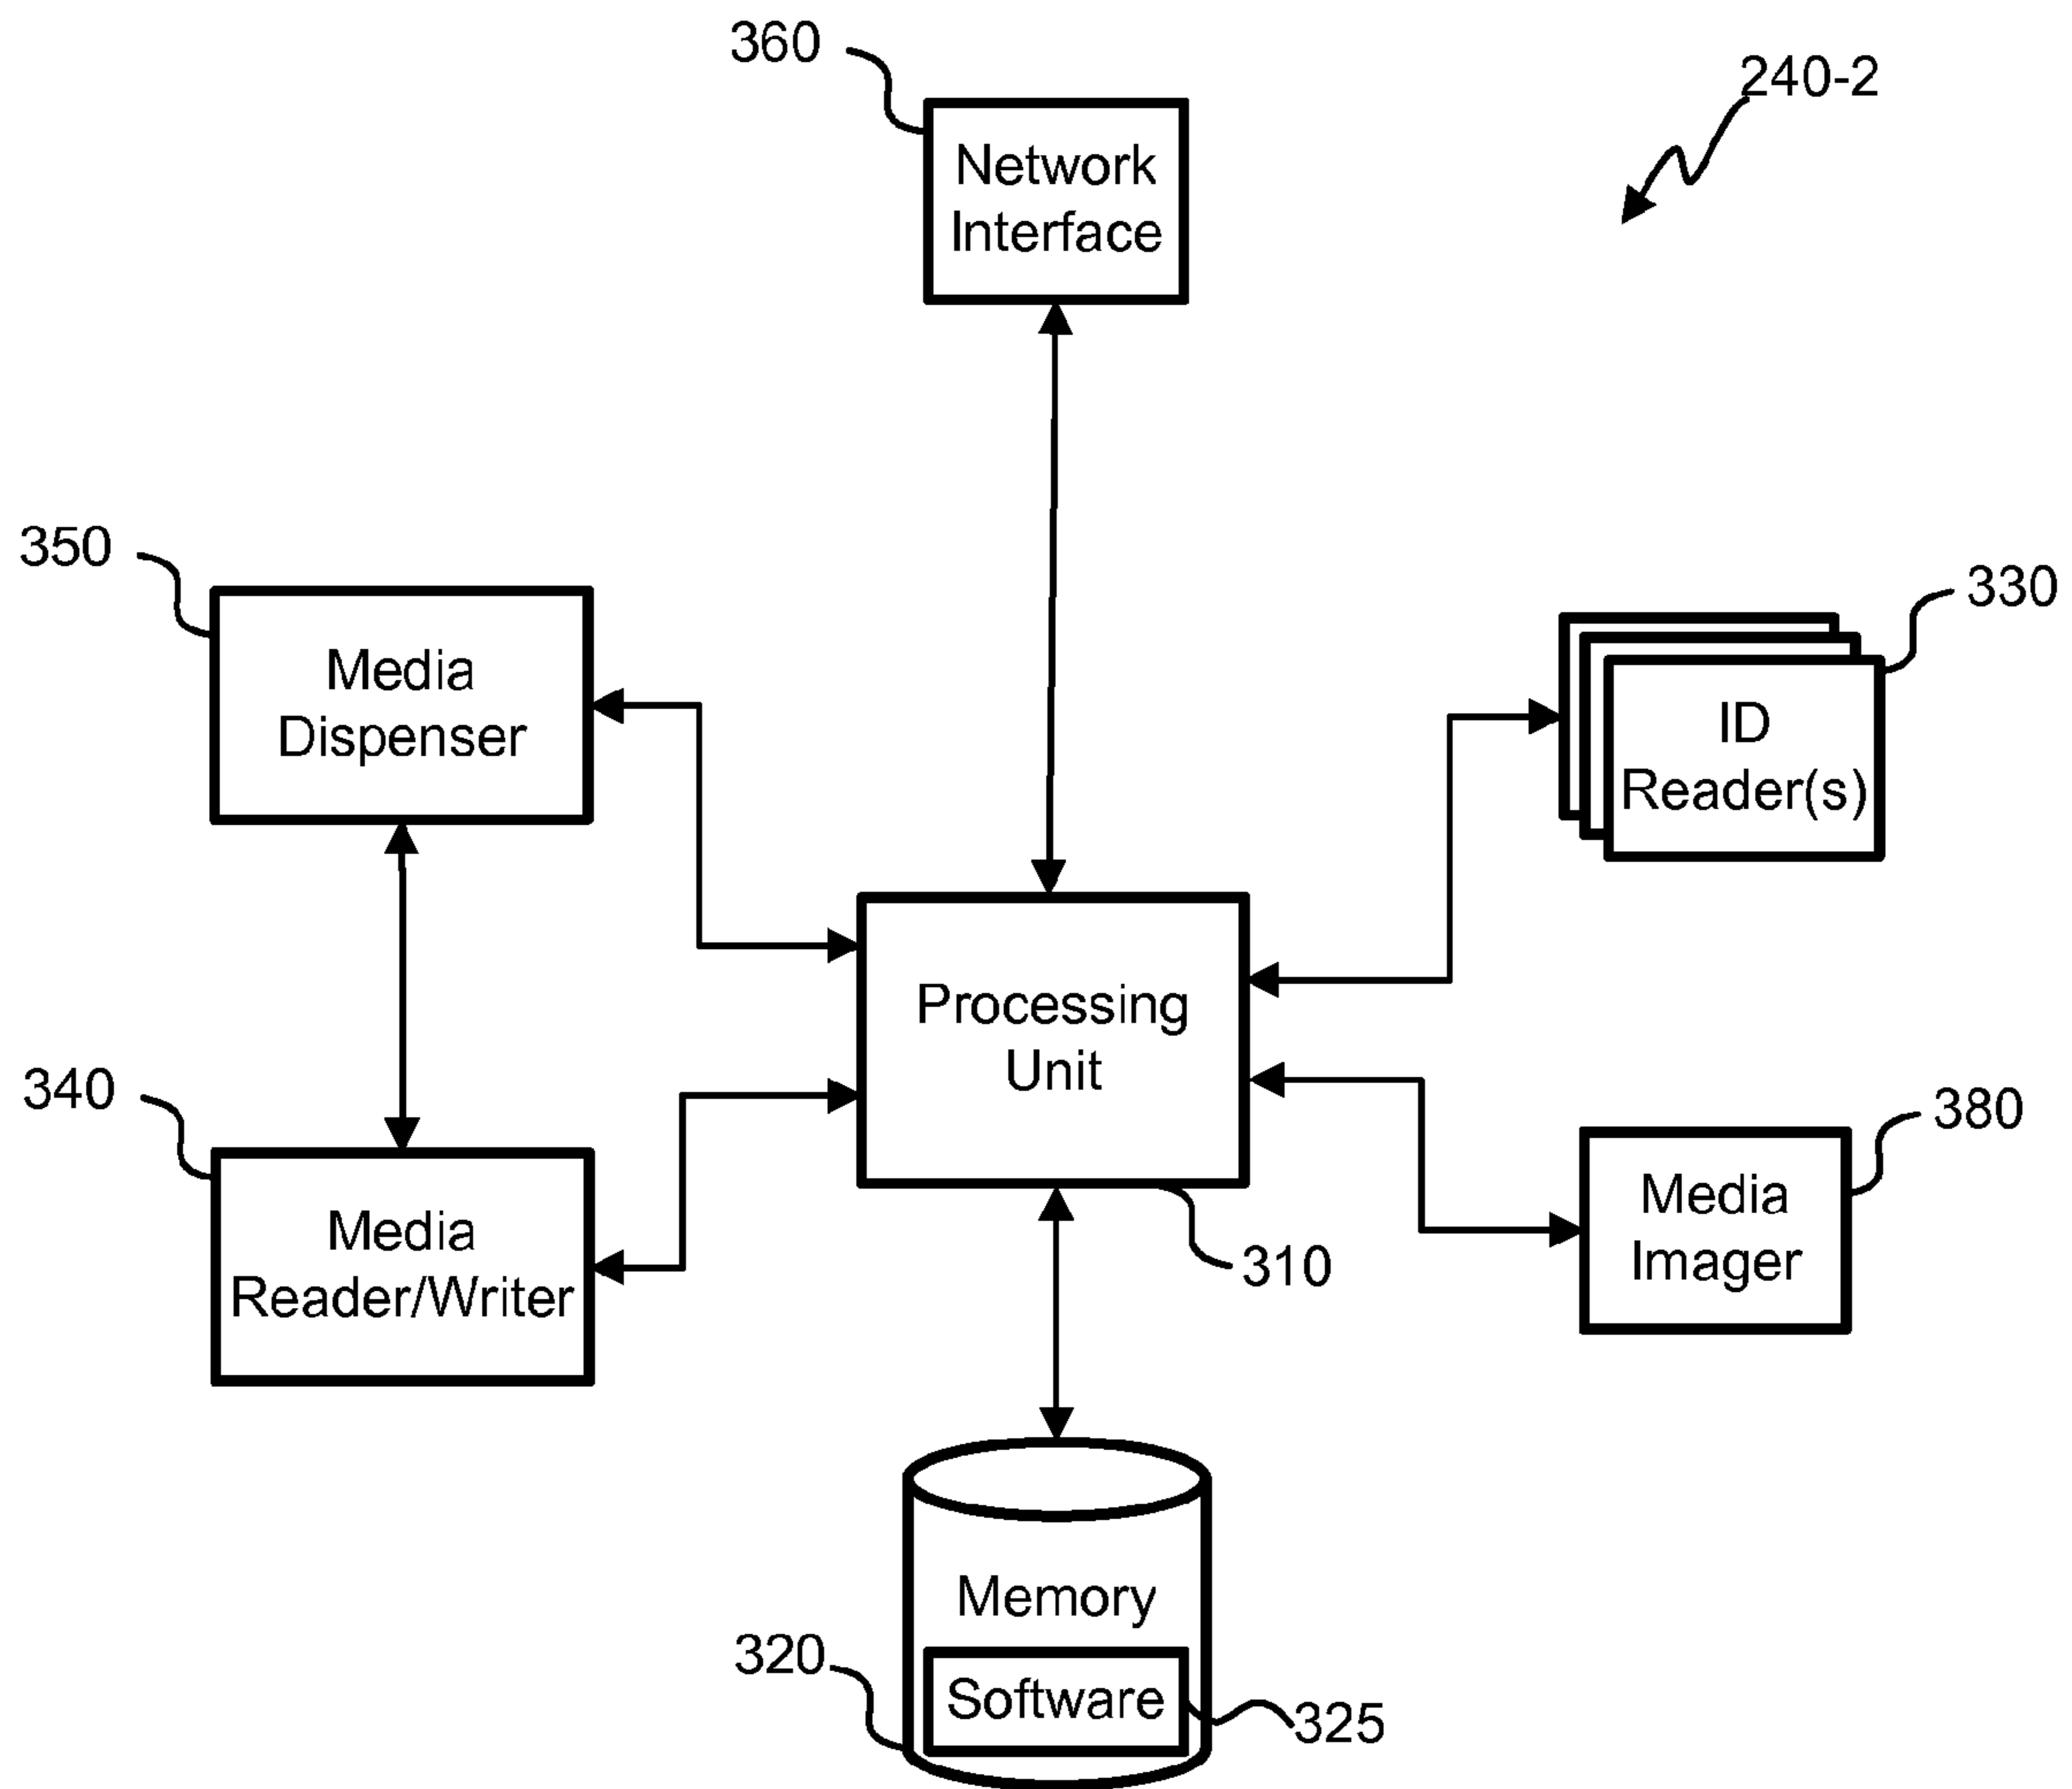 360
240-2
Network
Interface
350
330
Media
Dispenser
ID
Reader(s)
Processing
Unit
340
380
Media
Reader/Writer
Media
Imager
310
Memory
320
Software
325